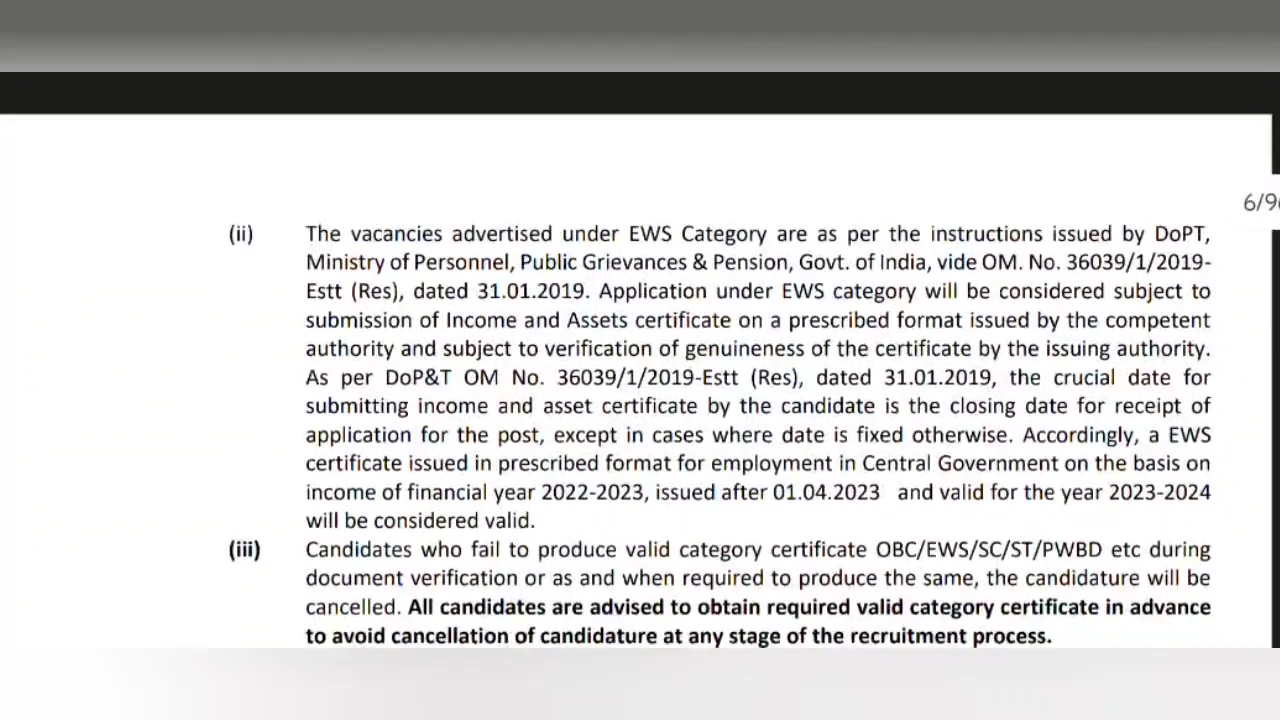 6/9
(ii) The vacancies advertised under EWS Category are as per the instructions issued by DoPT,
Ministry of Personnel, Public Grievances & Pension, Govt. of India, vide OM. No. 36039/1/2019-
Estt (Res), dated 31.01.2019. Application under EWS category will be considered subject to
submission of Income and Assets certificate on a prescribed format issued by the competent
authority and subject to verification of genuineness of the certificate by the issuing authority.
As per DoP&T OM No. 36039/1/2019-Estt (Res), dated 31.01.2019, the crucial date for
submitting income and asset certificate by the candidate is the closing date for receipt of
application for the post, except in cases where date is fixed otherwise. Accordingly, a EWS
certificate issued in prescribed format for employment in Central Government on the basis on
income of financial year 2022-2023, issued after 01.04.2023 and valid for the year 2023-2024
will be considered valid.
(iii) Candidates who fail to produce valid category certificate OBC/EWS/SC/ST/PWBD etc during
document verification or as and when required to produce the same, the candidature will be
cancelled. All candidates are advised to obtain required valid category certificate in advance
to avoid cancellation of candidature at any stage of the recruitment process.